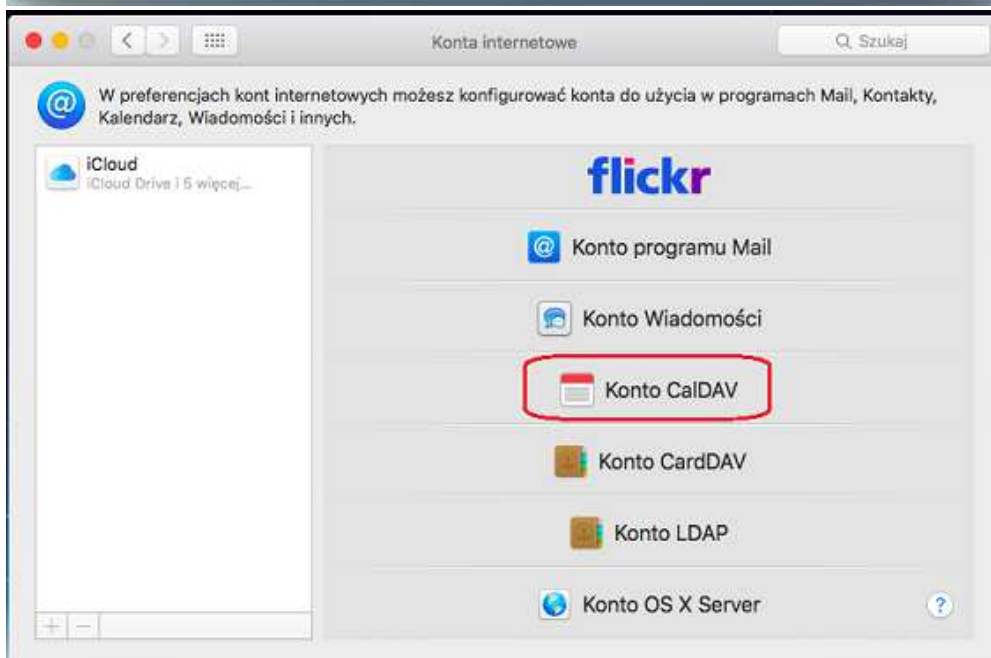 Konta internetowe
Szukaj
W preferencjach kont internetowych możesz konfigurować konta do użycia w programach Mail, Kontakty,
Kalendarz, Wiadomości i innych.
iCloud
iCloud Drive i 5 więcej...
flickr
Konto programu Mail
Konto Wiadomości
Konto CalDAV
Konto CardDAV
Konto LDAP
Konto OS X Server